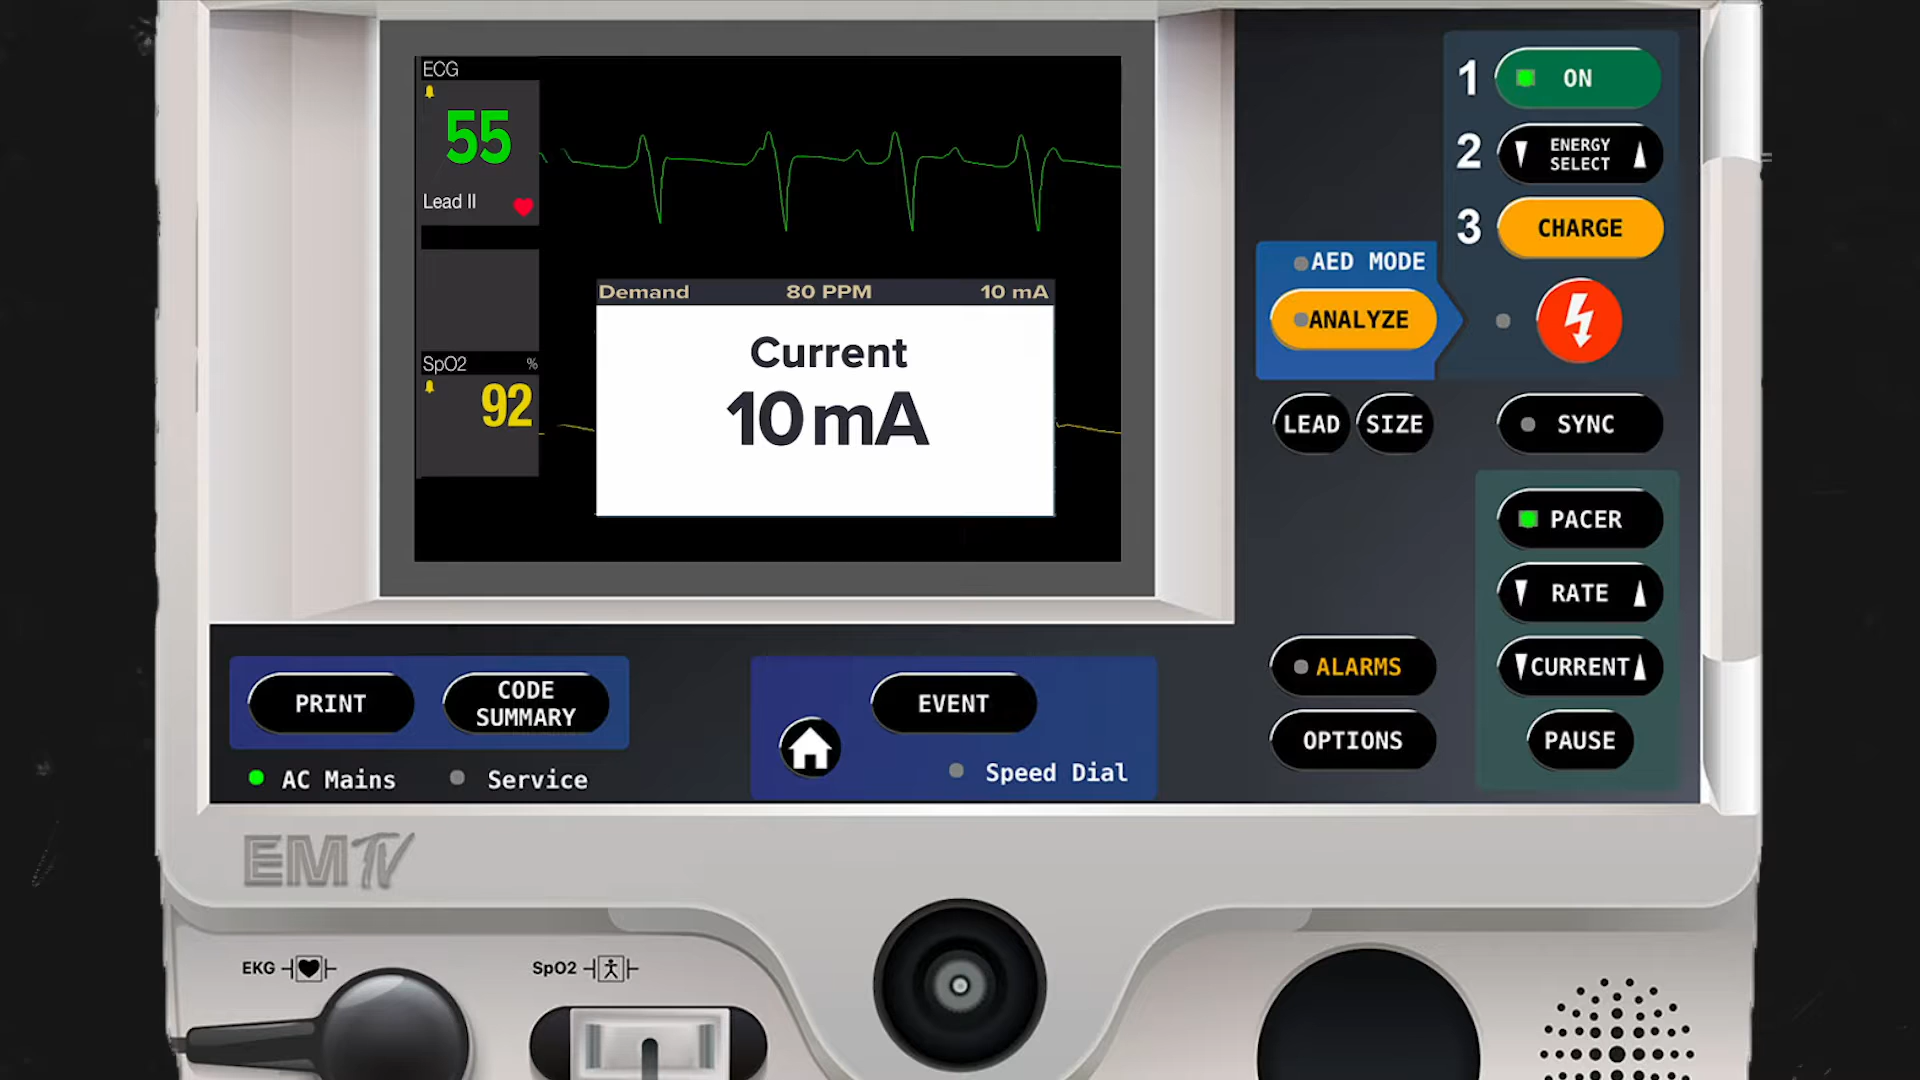 ECG
55
Lead II
SpO2 %
92
Demand 80 PPM 10 mA
Current
10 mA
1 ON
2 ENERGY
SELECT
3 CHARGE
AED MODE
ANALYZE
LEAD SIZE SYNC
PACER
RATE
CURRENT
PAUSE
ALARMS
OPTIONS
PRINT
CODE
SUMMARY
AC Mains
Service
EVENT
Speed Dial
EMTV
EKG
SpO2